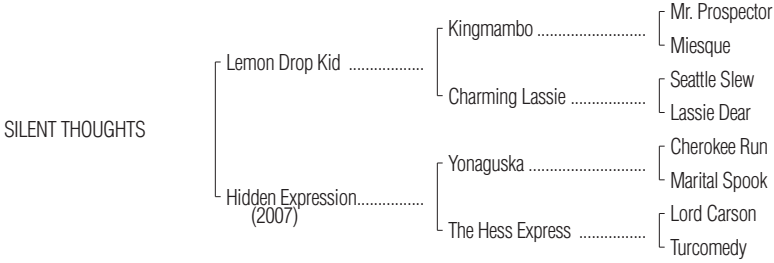 Mr. Prospector
Kingmambo ..........................
Miesque
Lemon Drop Kid ..................
Seattle Slew
Charming Lassie ..................
Lassie Dear
SILENT THOUGHTS
Cherokee Run
Yonaguska ............................
Marital Spook
Hidden Expression................
(2007)
Lord Carson
The Hess Express ................
Turcomedy